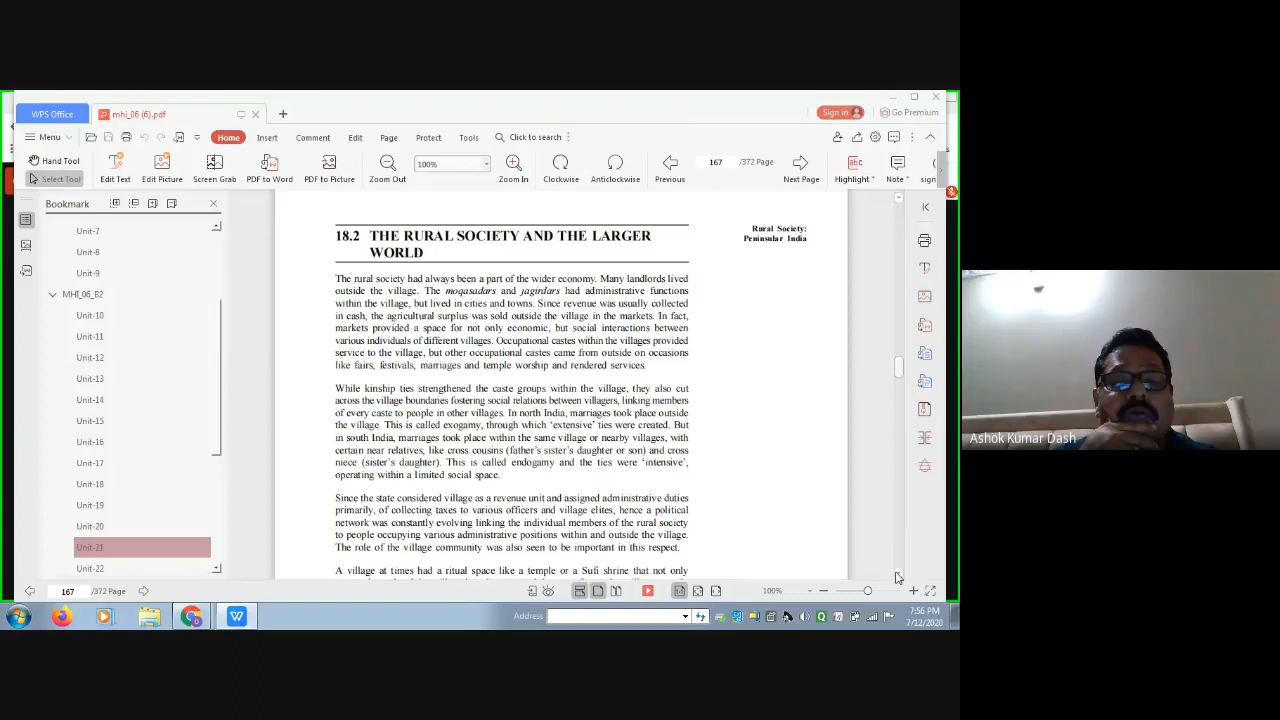 WPS Office
mhi_06 (6).pdf
Sign in
Go Premium
Menu
Home
Insert
Comment
Edit
Page
Protect
Tools
Click to search
Hand Tool
Select Tool
Edit Text
Edit Picture
Screen Grab
PDF to Word
PDF to Picture
Zoom Out
100%
Zoom In
Clockwise
Anticlockwise
Previous
167
/372 Page
Next Page
Highlight
Note
sign
Bookmark
Unit-7
Unit-8
Unit-9
MHI_06_B2
Unit-10
Unit-11
Unit-12
Unit-13
Unit-14
Unit-15
Unit-16
Unit-17
Unit-18
Unit-19
Unit-20
Unit-21
Unit-22
18.2 THE RURAL SOCIETY AND THE LARGER
WORLD
Rural Society:
Peninsular India
The rural society had always been a part of the wider economy. Many landlords lived
outside the village. The moqasadars and jagirdars had administrative functions
within the village, but lived in cities and towns. Since revenue was usually collected
in cash, the agricultural surplus was sold outside the village in the markets. In fact,
markets provided a space for not only economic, but social interactions between
various individuals of different villages. Occupational castes within the villages provided
service to the village, but other occupational castes came from outside on occasions
like fairs, festivals, marriages and temple worship and rendered services.
While kinship ties strengthened the caste groups within the village, they also cut
across the village boundaries fostering social relations between villagers, linking members
of every caste to people in other villages. In north India, marriages took place outside
the village. This is called exogamy, through which 'extensive' ties were created. But
in south India, marriages took place within the same village or nearby villages, with
certain near relatives, like cross cousins (father's sister's daughter or son) and cross
niece (sister's daughter). This is called endogamy and the ties were 'intensive',
operating within a limited social space.
Since the state considered village as a revenue unit and assigned administrative duties
primarily, of collecting taxes to various officers and village elites, hence a political
network was constantly evolving linking the individual members of the rural society
to people occupying various administrative positions within and outside the village.
The role of the village community was also seen to be important in this respect.
A village at times had a ritual space like a temple or a Sufi shrine that not only
167
/372 Page
100%
Address
7:56 PM
7/12/2020
Ashok Kumar Dash